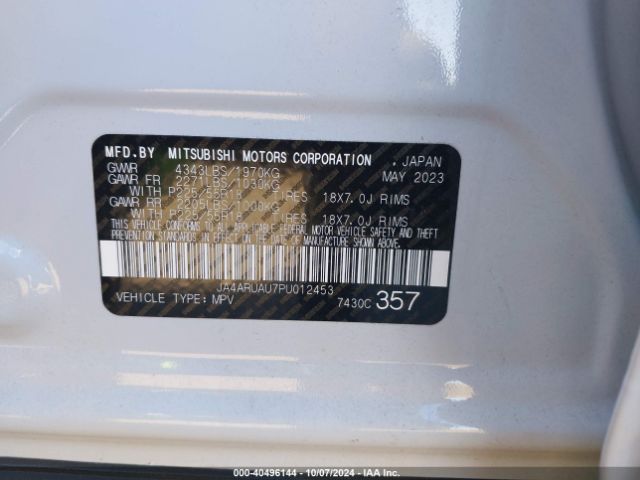 MFD.BY MITSUBISHI MOTORS CORPORATION , JAPAN
GWWR 4343LBS/1970KG MAY 2023
GAWR FR 2271LBS/1030KG
WITH P225/55R18 TIRES 18X7.0J RIMS
GAWR RR 2205LBS/1000KG
WITH P225/55R18 TIRES 18X7.0J RIMS
THIS VEHICLE CONFORMS TO ALL APPLICABLE FEDERAL MOTOR VEHICLE SAFETY AND THEFT
PREVENTION STANDARDS IN EFFECT ON THE DATE OF MANUFACTURE SHOWN ABOVE.
JA4ARUAU7PU012453
VEHICLE TYPE:MPV 7430C 357
© - 40496144 - 10/07/2024 - IAA Inc.